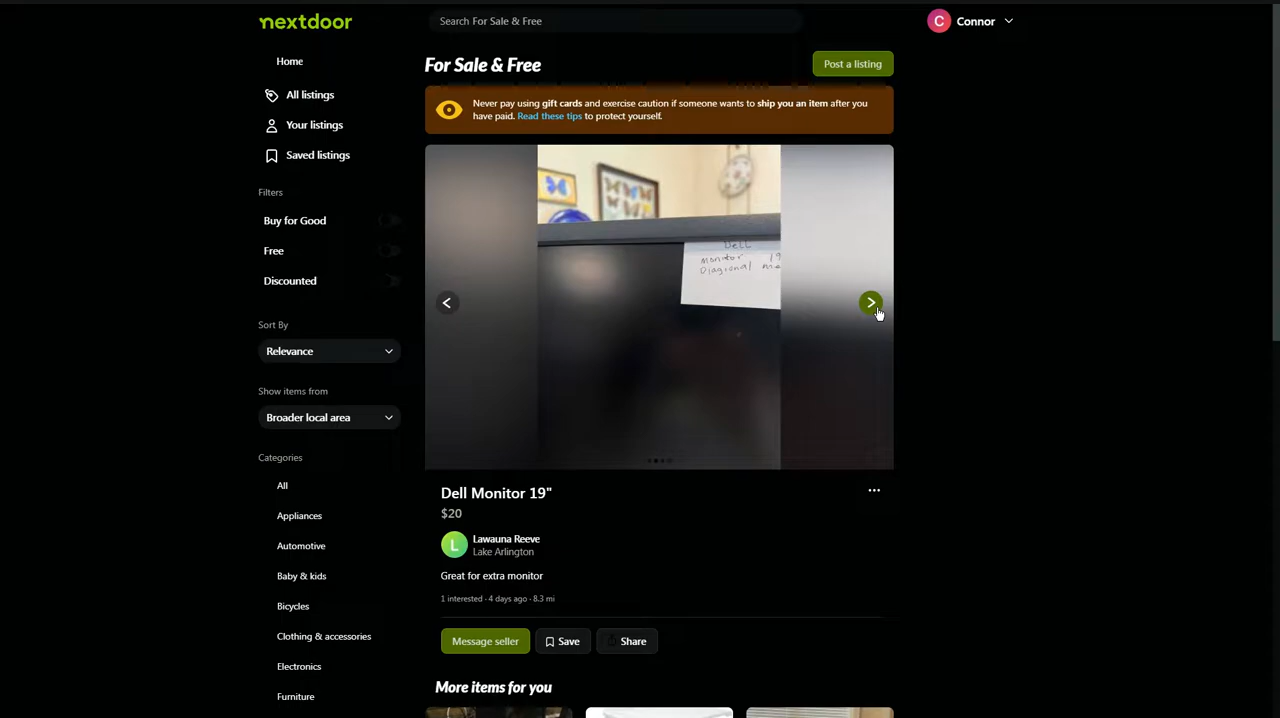 nextdoor
Search For Sale & Free
C
Connor
Home
All listings
Your listings
Saved listings
Filters
Buy for Good
Free
Discounted
Sort By
Relevance
Show items from
Broader local area
Categories
All
Appliances
Automotive
Baby & kids
Bicycles
Clothing & accessories
Electronics
Furniture
For Sale & Free
Post a listing
Never pay using gift cards and exercise caution if someone wants to ship you an item after you
have paid. Read these tips to protect yourself.
Dell
monitor 19
Diagional me
Dell Monitor 19"
$20
L
Lawauna Reeve
Lake Arlington
Great for extra monitor
1 interested · 4 days ago · 8.3 mi
Message seller
Save
Share
More items for you